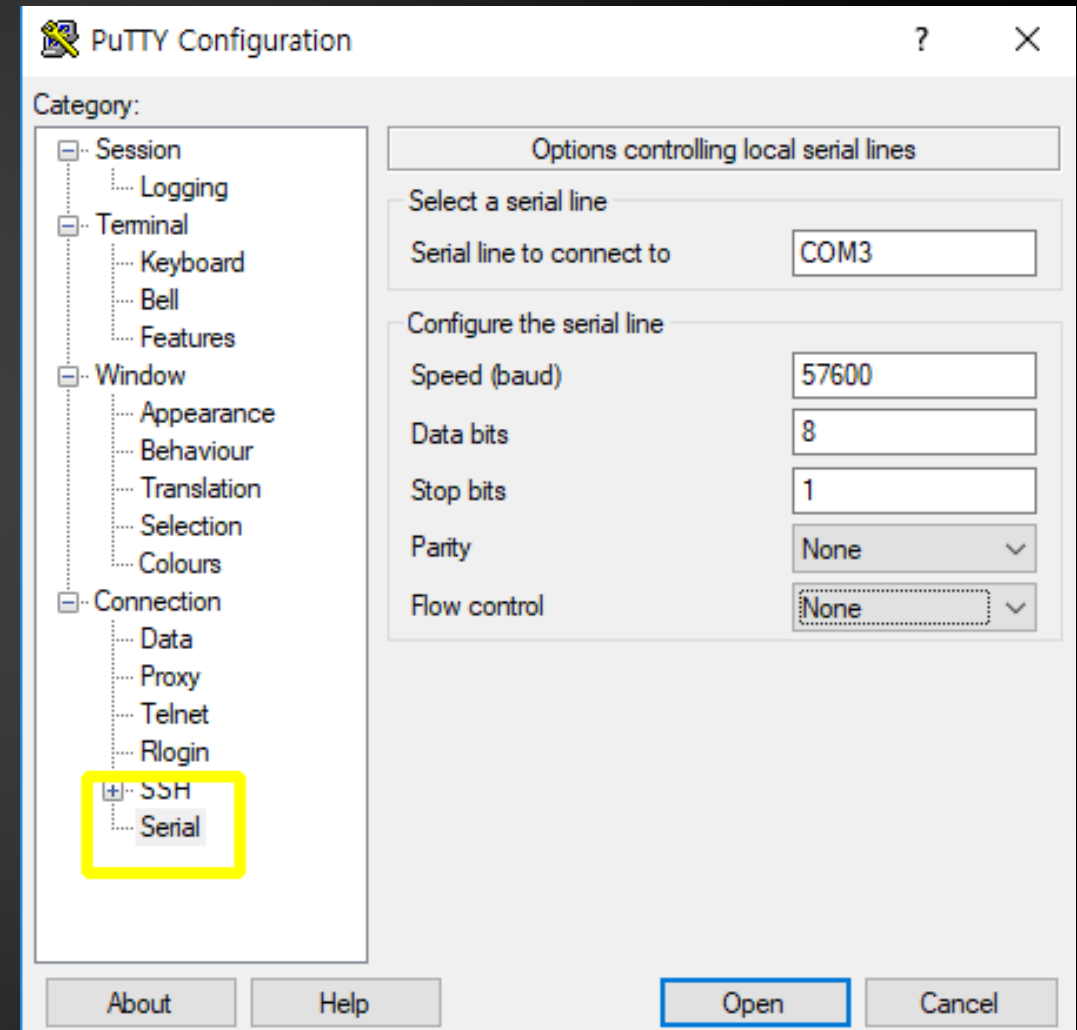 PuTTY Configuration
?
Category:
Session
Logging
Terminal
Keyboard
Bell
Features
Window
Appearance
Behaviour
Translation
Selection
Colours
Connection
Data
Proxy
Telnet
Rlogin
SSH
Serial
Options controlling local serial lines
Select a serial line
Serial line to connect to COM3
Configure the serial line
Speed (baud) 57600
Data bits 8
Stop bits 1
Parity None
Flow control None
About Help Open Cancel